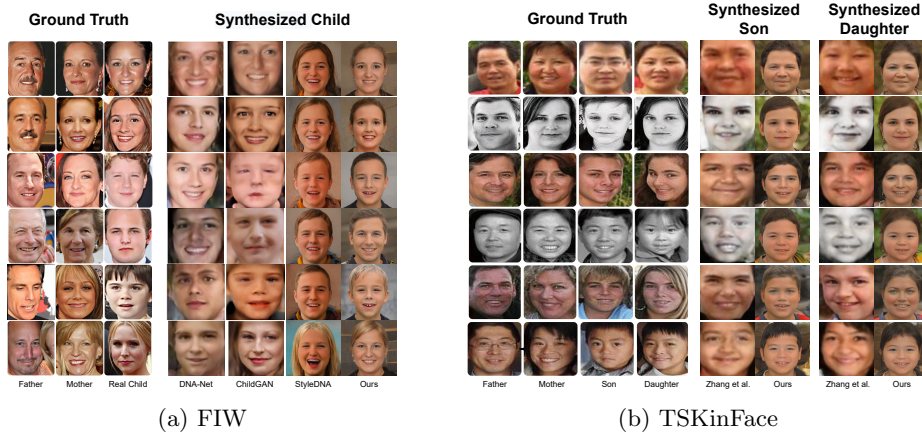 Ground Truth
Synthesized Child
Father Mother Real Child DNA-Net ChildGAN StyleDNA Ours
(a) FIW
Ground Truth
Synthesized
Son
Synthesized
Daughter
Father Mother Son Daughter Zhang et al. Ours Zhang et al. Ours
(b) TSKinFace